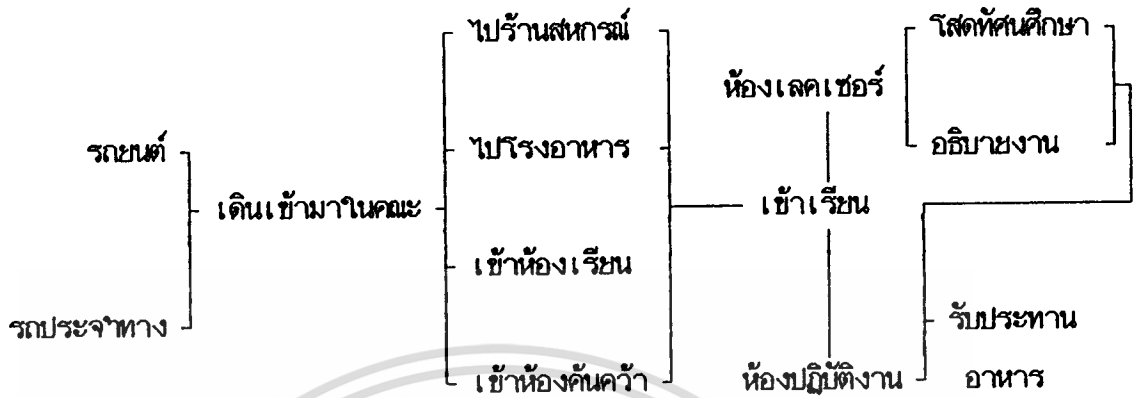 ไปร้านสหกรณ์
โสตทัศนศึกษา
ห้องเลคเชอร์
รถยนต์
ไปโรงอาหาร
อธิบายงาน
เดินเข้ามาในคณะ
เข้าเรียน
เข้าห้องเรียน
รถประจำทาง
รับประทาน
เข้าห้องค้นคว้า
ห้องปฏิบัติงาน
อาหาร